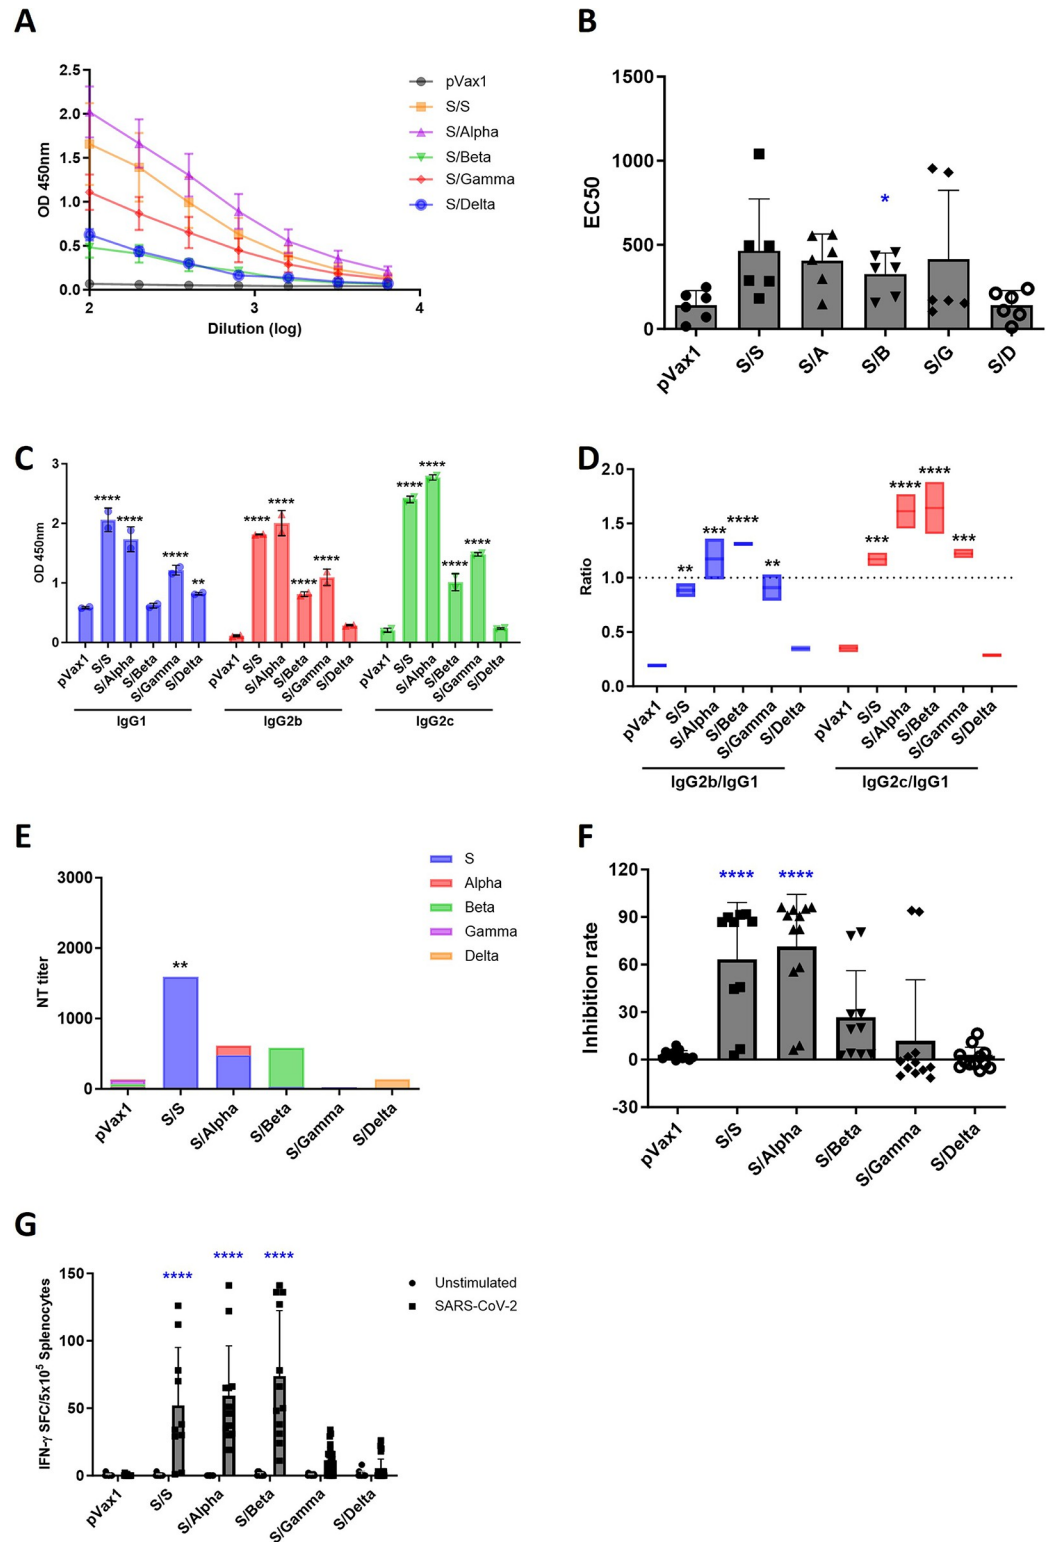 A
2.5
2.0
1.5
1.0
0.5
0.0
OD 450nm
2
3
4
Dilution (log)
pVax1
S/S
S/Alpha
S/Beta
S/Gamma
S/Delta
B
1500
1000
500
0
EC50
*
pVax1
S/S
S/A
S/B
S/G
S/D
C
3
2
1
0
OD 450nm
**** **** **** **
**** **** **** ****
**** **** **** ****
pVax1 S/S S/Alpha S/Beta S/Gamma S/Delta
pVax1 S/S S/Alpha S/Beta S/Gamma S/Delta
pVax1 S/S S/Alpha S/Beta S/Gamma S/Delta
IgG1 IgG2b IgG2c
D
2.0
1.5
1.0
0.5
0.0
Ratio
** *** **** **
*** **** **** ***
pVax1 S/S S/Alpha S/Beta S/Gamma S/Delta
pVax1 S/S S/Alpha S/Beta S/Gamma S/Delta
IgG2b/IgG1 IgG2c/IgG1
E
3000
2000
1000
0
NT titer
**
S
Alpha
Beta
Gamma
Delta
pVax1 S/S S/Alpha S/Beta S/Gamma S/Delta
F
120
90
60
30
0
-30
Inhibition rate
**** ****
pVax1 S/S S/Alpha S/Beta S/Gamma S/Delta
G
150
100
50
0
IFN-γ SFC/5x10⁵ Splenocytes
**** **** ****
Unstimulated
SARS-CoV-2
pVax1 S/S S/Alpha S/Beta S/Gamma S/Delta